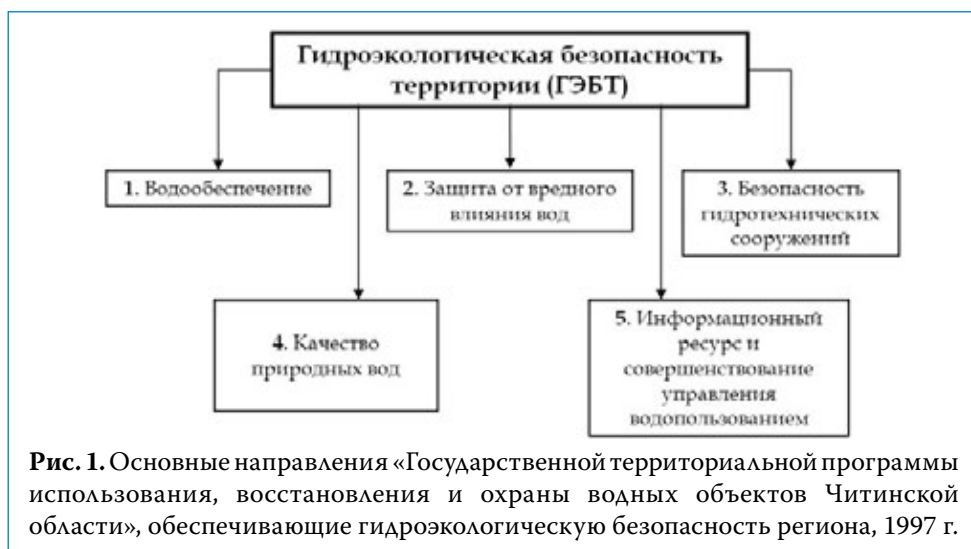 Гидроэкологическая безопасность
территории (ГЭБТ)
1. Водообеспечение
2. Защита от вредного
влияния вод
3. Безопасность
гидротехнических
сооружений
4. Качество
природных вод
5. Информационный
ресурс и
совершенствование
управления
водопользованием
Рис. 1. Основные направления «Государственной территориальной программы
использования, восстановления и охраны водных объектов Читинской
области», обеспечивающие гидроэкологическую безопасность региона, 1997 г.